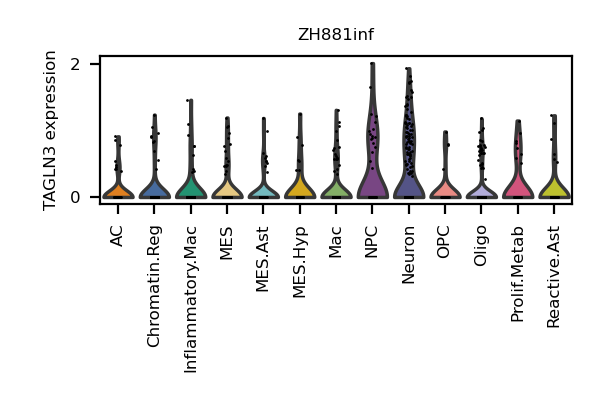 ZH881inf
TAGLN3 expression
2
0
AC
Chromatin.Reg
Inflammatory.Mac
MES
MES.Ast
MES.Hyp
Mac
NPC
Neuron
OPC
Oligo
Prolif.Metab
Reactive.Ast